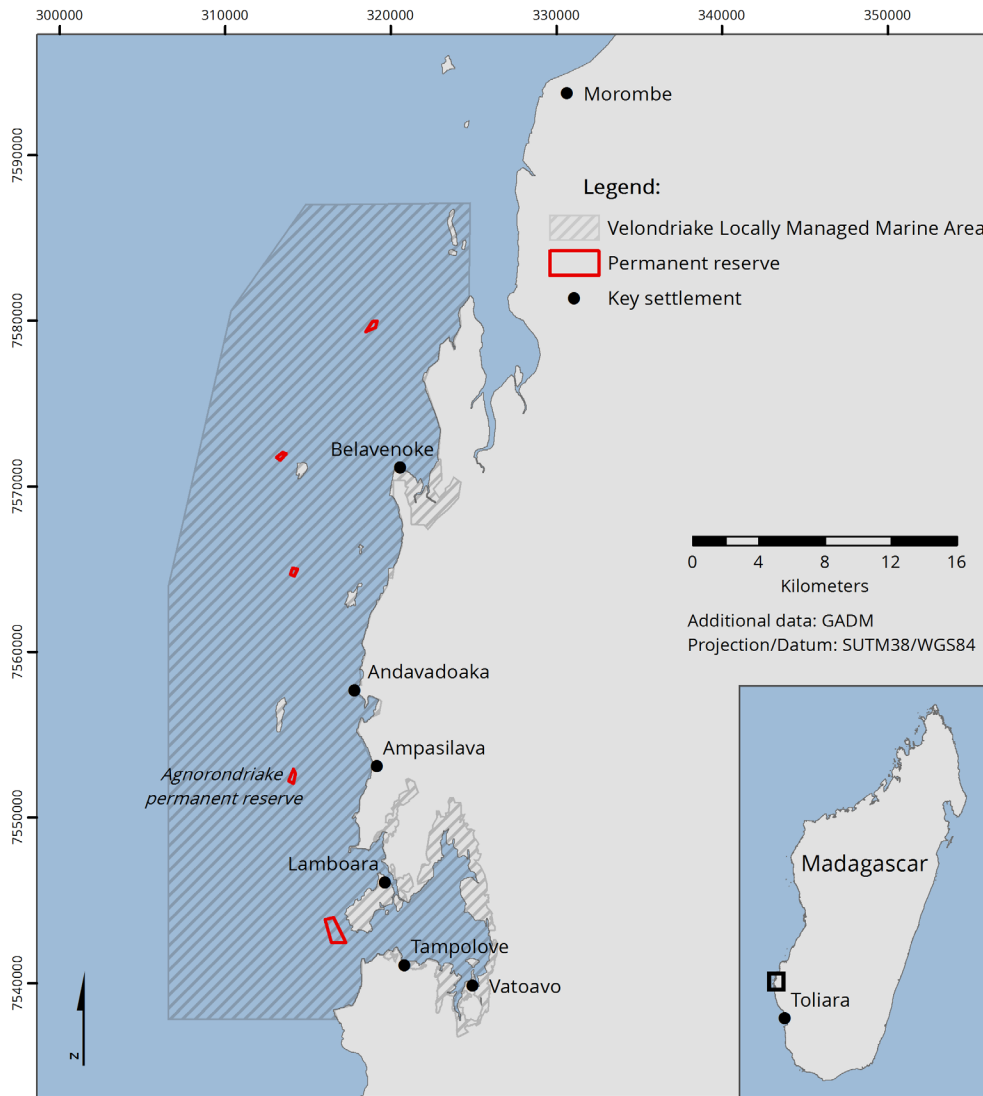 300000
310000
320000
330000
340000
350000
7590000
7580000
7570000
7560000
7550000
7540000
Morombe
Legend:
Velondriake Locally Managed Marine Area
Permanent reserve
Key settlement
Belavenoke
0 4 8 12 16
Kilometers
Additional data: GADM
Projection/Datum: SUTM38/WGS84
Andavadoaka
Ampasilava
Agnorondriake
permanent reserve
Lamboara
Tampolove
Vatoavo
Madagascar
Toliara
z